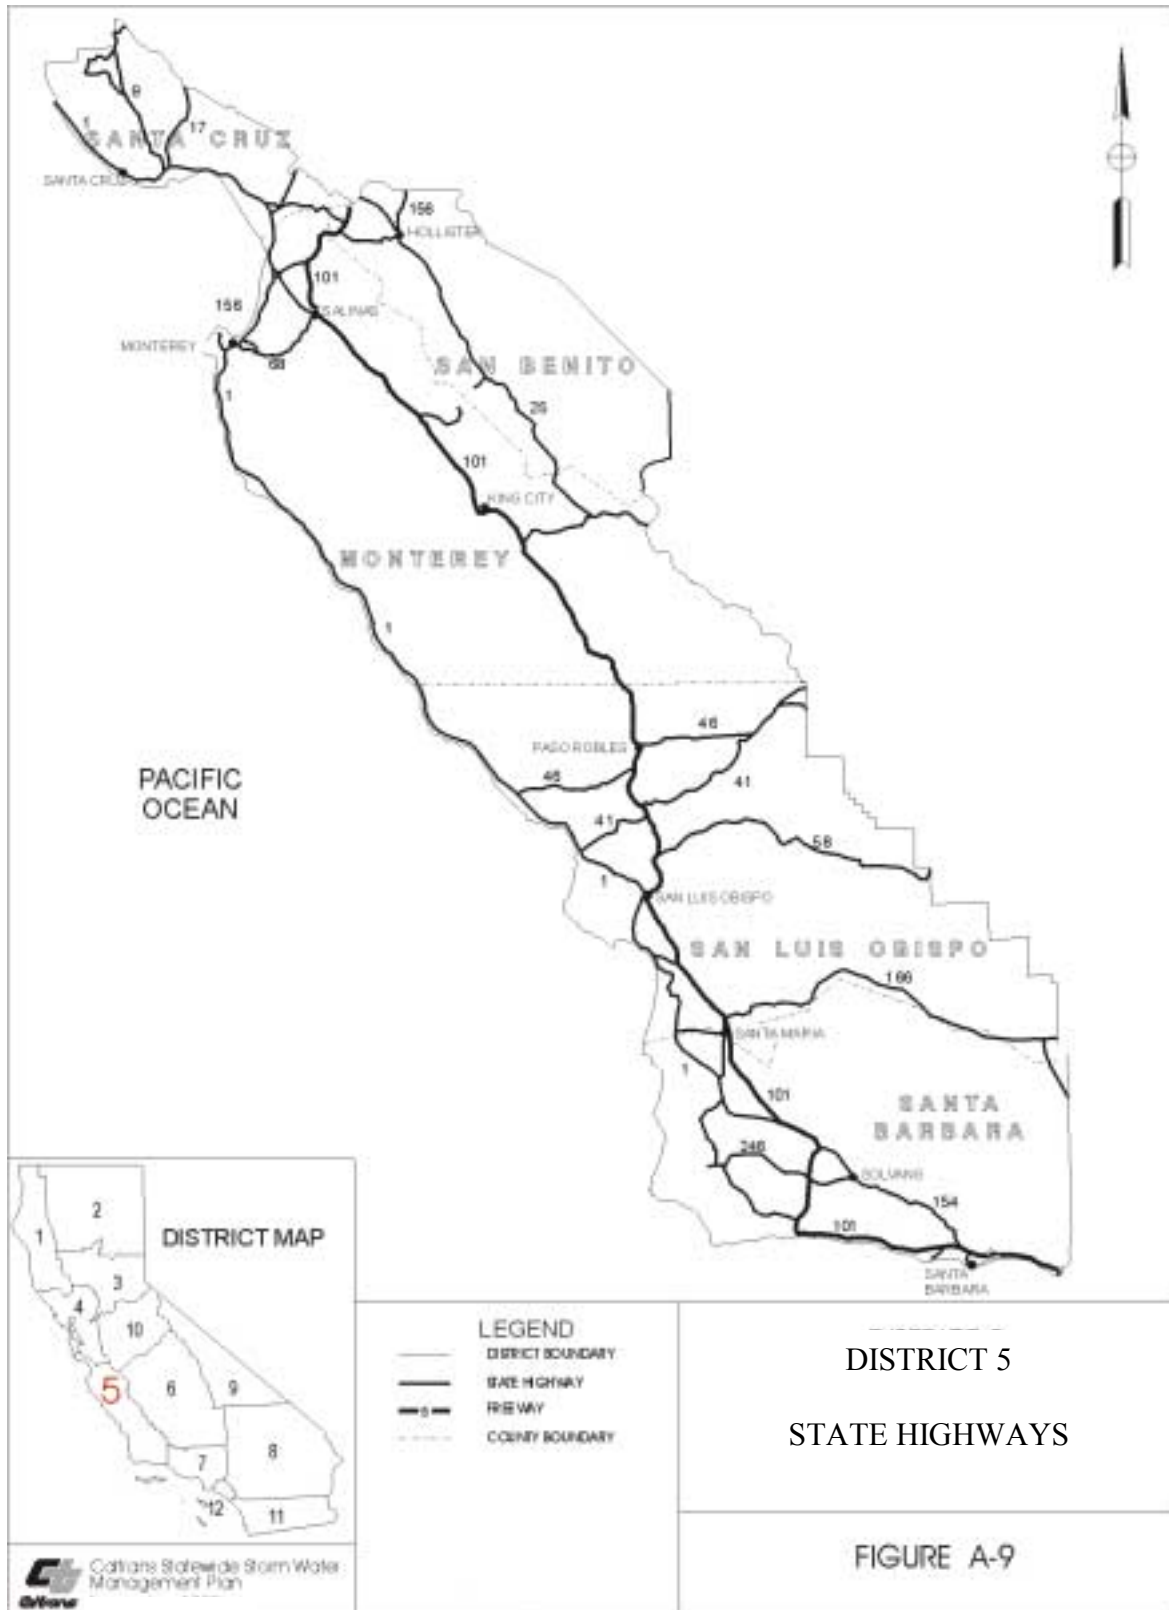 9
1
17
SANTA CRUZ
SANTA CRUZ
156
HOLLISTER
101
156
SALINAS
MONTEREY
68
SAN BENITO
1
25
101
KING CITY
MONTEREY
1
46
PASO ROBLES
46
41
PACIFIC
OCEAN
41
58
1
SAN LUIS OBISPO
SAN LUIS OBISPO
166
SANTA MARIA
1
101
SANTA
BARBARA
246
SOLVANG
154
101
SANTA
BARBARA
DISTRICT MAP
1
2
3
4
10
5
6
9
8
7
12
11
LEGEND
DISTRICT BOUNDARY
STATE HIGHWAY
FREEWAY
COUNTY BOUNDARY
DISTRICT 5
STATE HIGHWAYS
FIGURE A-9
Caltrans Statewide Storm Water
Management Plan
Caltrans